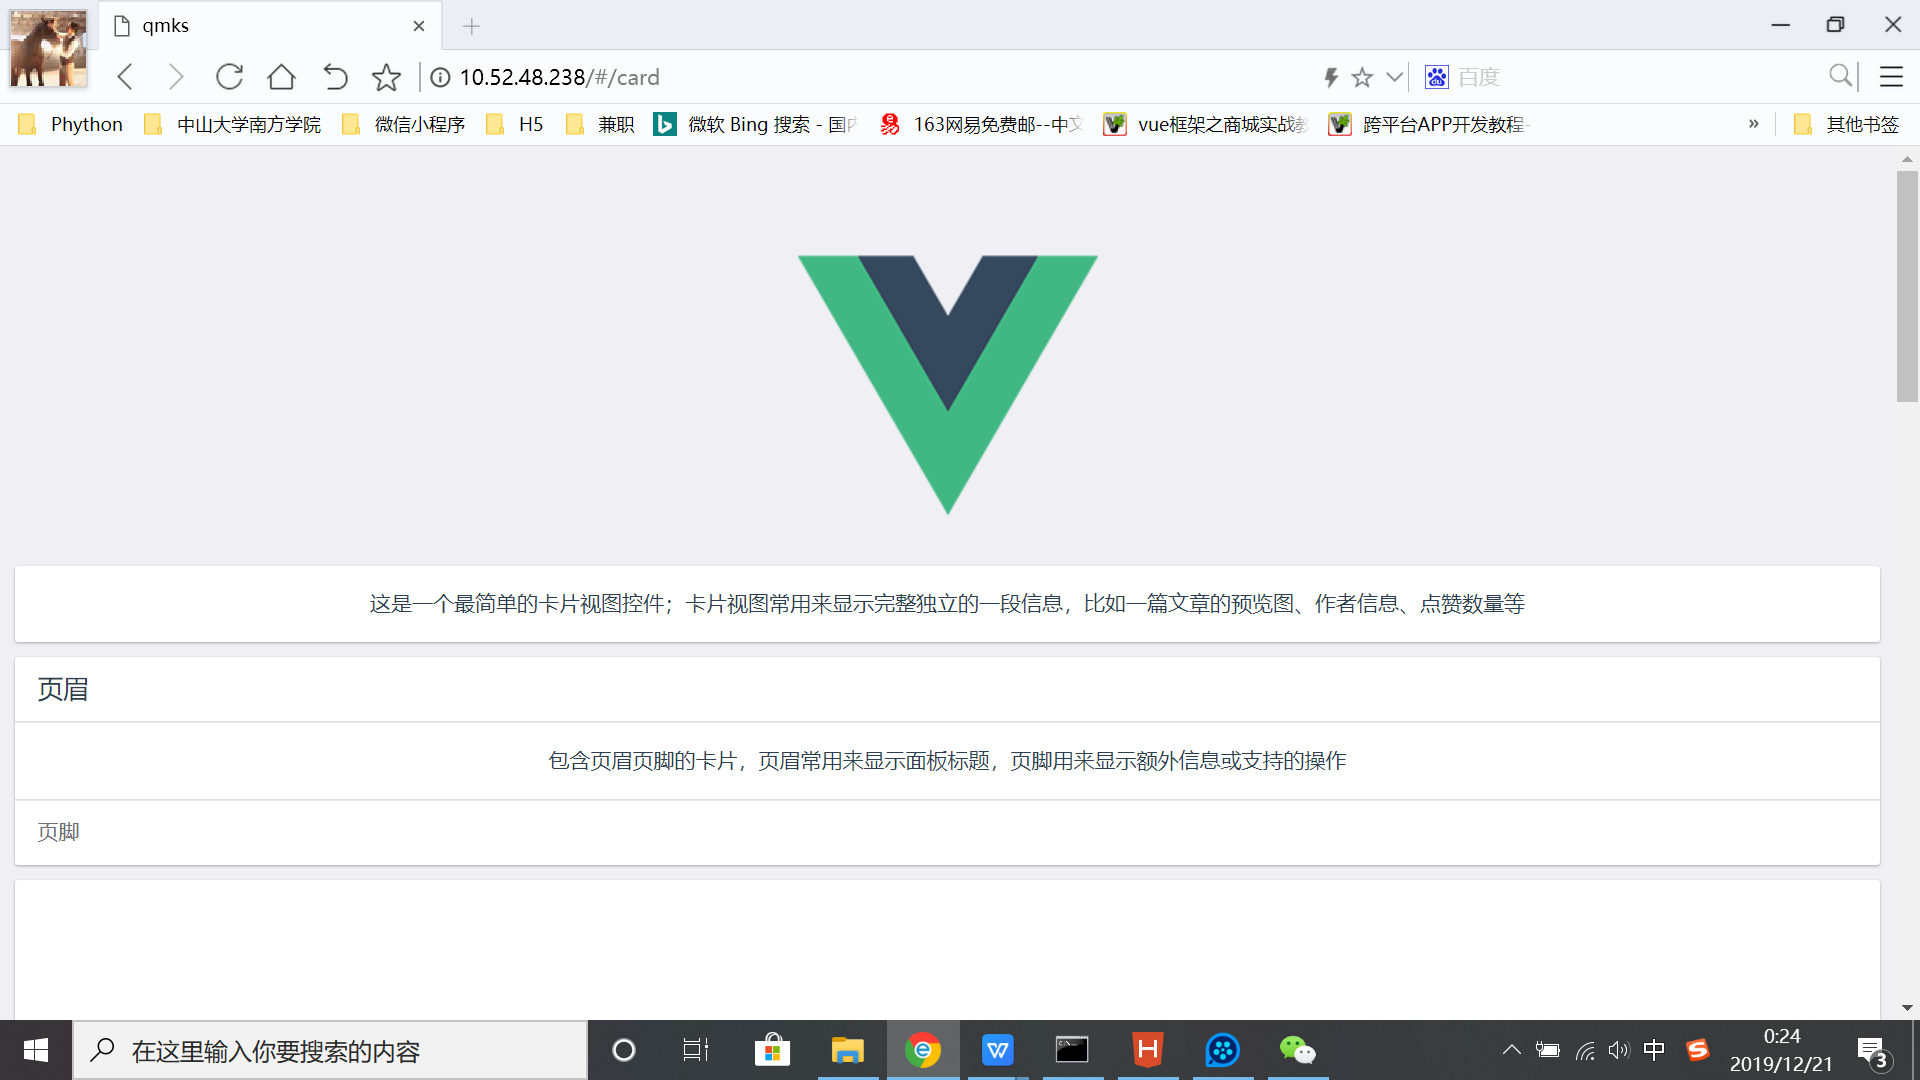 qmks
10.52.48.238/#/card
百度
Phython
中山大学南方学院
微信小程序
H5
兼职
微软 Bing 搜索 - 国
163网易免费邮--中文
vue框架之商城实战
跨平台APP开发教程-
»
其他书签
这是一个最简单的卡片视图控件；卡片视图常用来显示完整独立的一段信息，比如一篇文章的预览图、作者信息、点赞数量等
页眉
包含页眉页脚的卡片，页眉常用来显示面板标题，页脚用来显示额外信息或支持的操作
页脚
在这里输入你要搜索的内容
中
0:24
2019/12/21
3